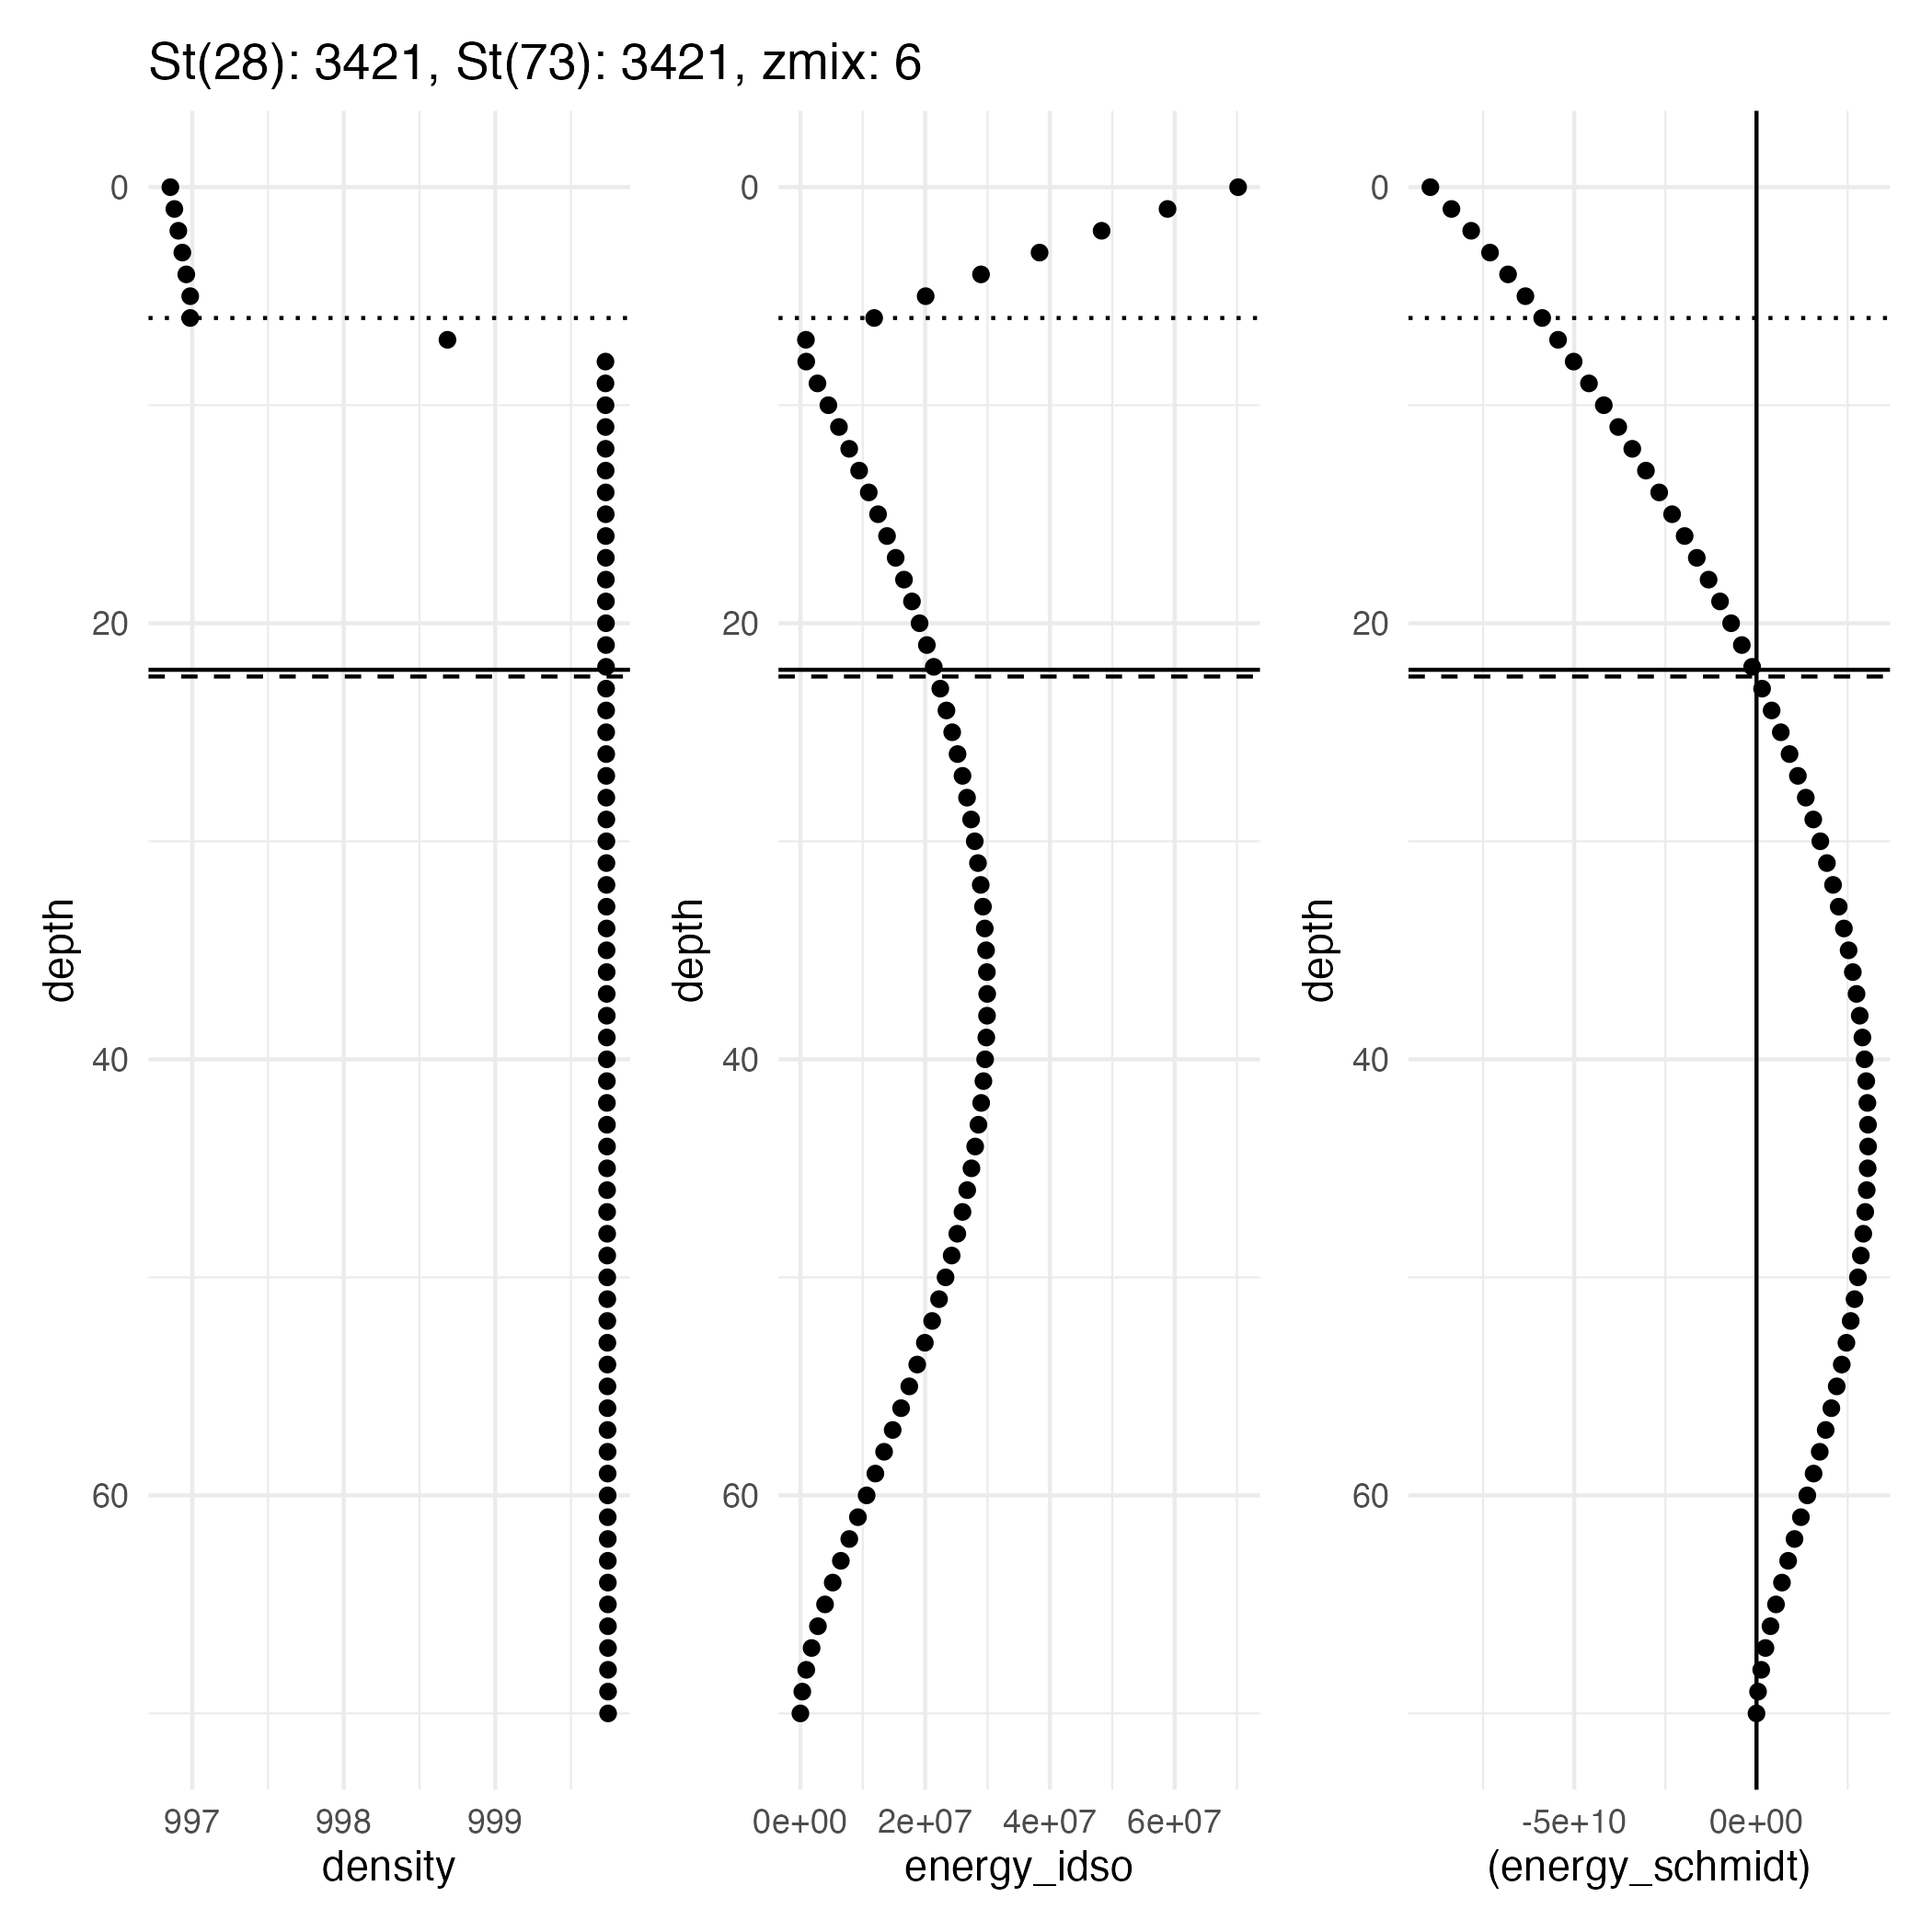 St(28): 3421, St(73): 3421, zmix: 6
0
20
40
60
depth
997 998 999
density
0
20
40
60
depth
0e+00 2e+07 4e+07 6e+07
energy_idso
0
20
40
60
depth
-5e+10 0e+00
(energy_schmidt)